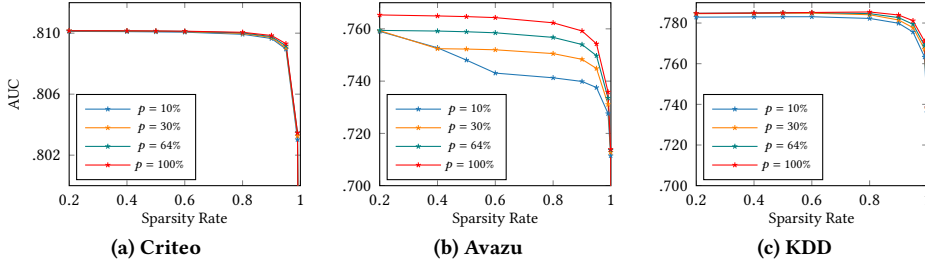 AUC
.810
.806
.802
p = 10%
p = 30%
p = 64%
p = 100%
0.2 0.4 0.6 0.8 1
Sparsity Rate
(a) Criteo
.760
.740
.720
.700
p = 10%
p = 30%
p = 64%
p = 100%
0.2 0.4 0.6 0.8 1
Sparsity Rate
(b) Avazu
.780
.760
.740
.720
.700
p = 10%
p = 30%
p = 64%
p = 100%
0.2 0.4 0.6 0.8 1
Sparsity Rate
(c) KDD